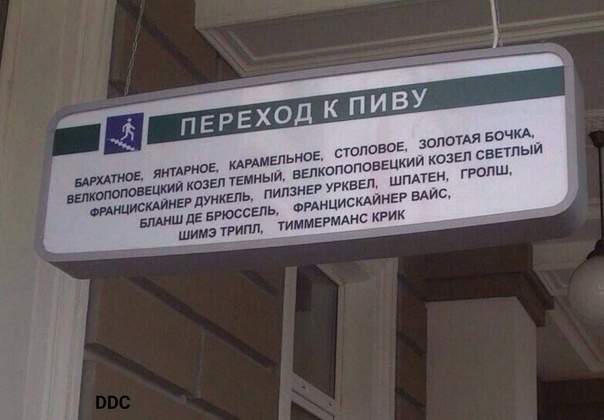 ПЕРЕХОД К ПИВУ
БАРХАТНОЕ, ЯНТАРНОЕ, КАРАМЕЛЬНОЕ, СТОЛОВОЕ, ЗОЛОТАЯ БОЧКА,
ВЕЛКОПОПОВЕЦКИЙ КОЗЕЛ ТЕМНЫЙ, ВЕЛКОПОПОВЕЦКИЙ КОЗЕЛ СВЕТЛЫЙ
ФРАНЦИСКАЙНЕР ДУНКЕЛЬ, ПИЛЗНЕР УРКВЕЛ, ШПАТЕН, ГРОЛШ,
БЛАНШ ДЕ БРЮССЕЛЬ, ФРАНЦИСКАЙНЕР ВАЙС,
ШИМЭ ТРИПЛ, ТИММЕРМАНС КРИК
DDC